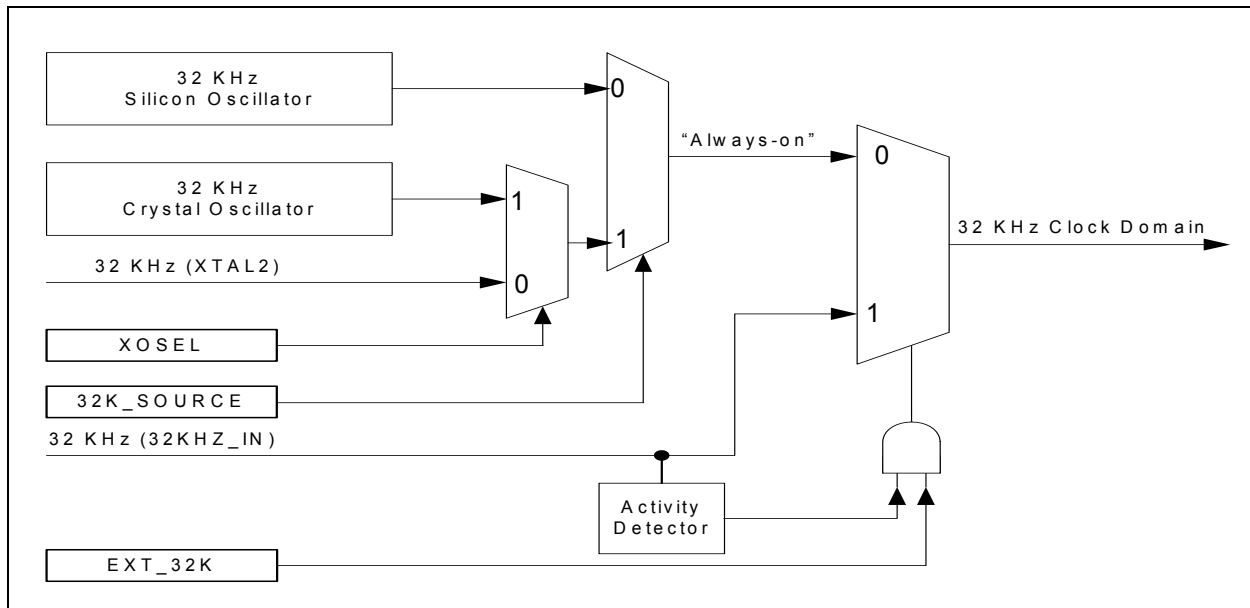 32 KHz
Silicon Oscillator
0
"Always-on"
0
32 KHz
Crystal Oscillator
1
1
32 KHz Clock Domain
32 KHz (XTAL2)
0
1
XOSEL
32K_SOURCE
32 KHz (32KHZ_IN)
Activity
Detector
EXT_32K